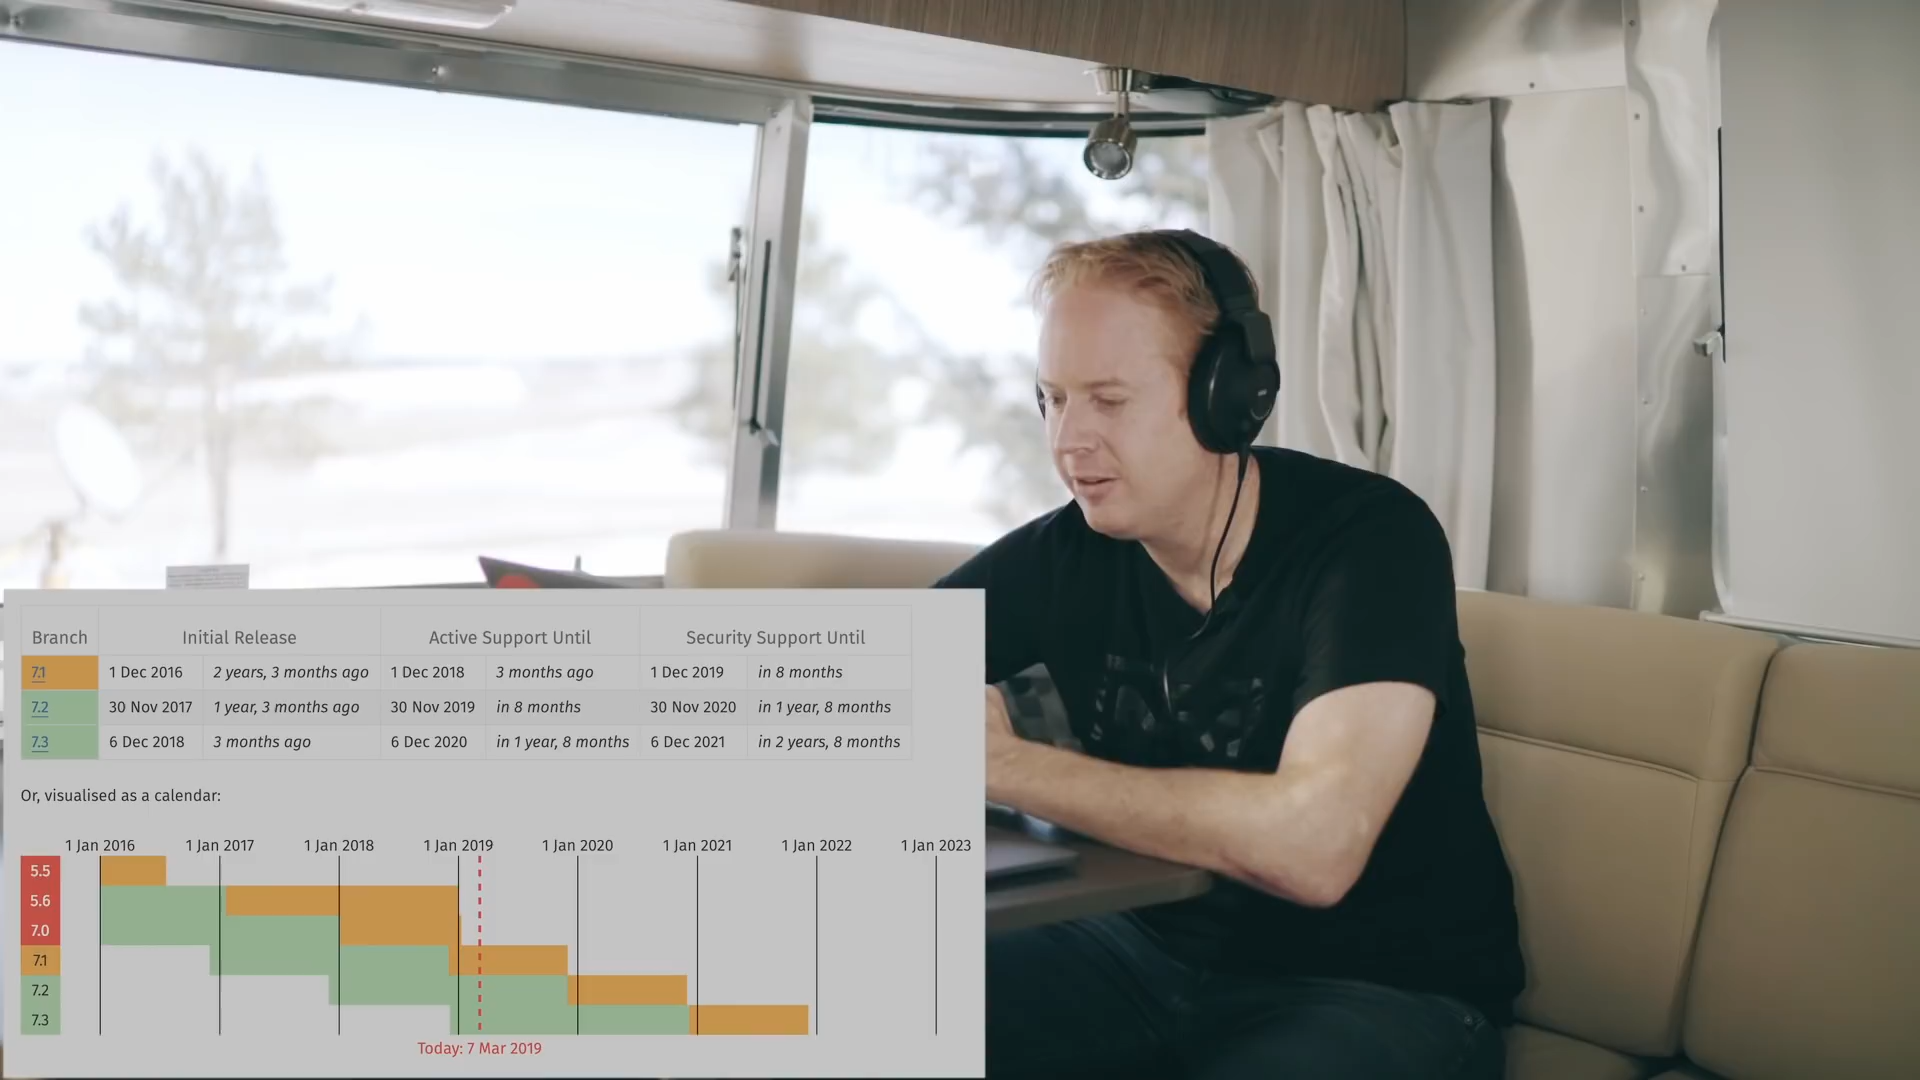 Branch Initial Release Active Support Until Security Support Until
7.1 1 Dec 2016 2 years, 3 months ago 1 Dec 2018 3 months ago 1 Dec 2019 in 8 months
7.2 30 Nov 2017 1 year, 3 months ago 30 Nov 2019 in 8 months 30 Nov 2020 in 1 year, 8 months
7.3 6 Dec 2018 3 months ago 6 Dec 2020 in 1 year, 8 months 6 Dec 2021 in 2 years, 8 months
Or, visualised as a calendar:
1 Jan 2016 1 Jan 2017 1 Jan 2018 1 Jan 2019 1 Jan 2020 1 Jan 2021 1 Jan 2022 1 Jan 2023
5.5
5.6
7.0
7.1
7.2
7.3
Today: 7 Mar 2019